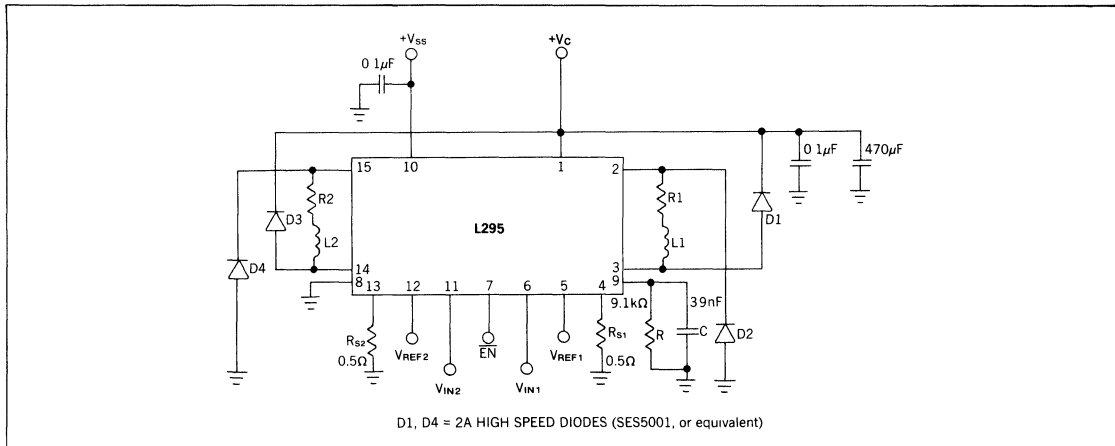 +VSS
+VC
0 1μF
15
10
1
2
0 1μF
470μF
R2
R1
D3
L295
D1
L2
L1
D4
14
3
8
9
13
12
11
7
6
5
4
9.1kΩ
39nF
RS2
RS1
R
C
D2
VREF2
EN
VREF1
0.5Ω
0.5Ω
VIN2
VIN1
D1, D4 = 2A HIGH SPEED DIODES (SES5001, or equivalent)